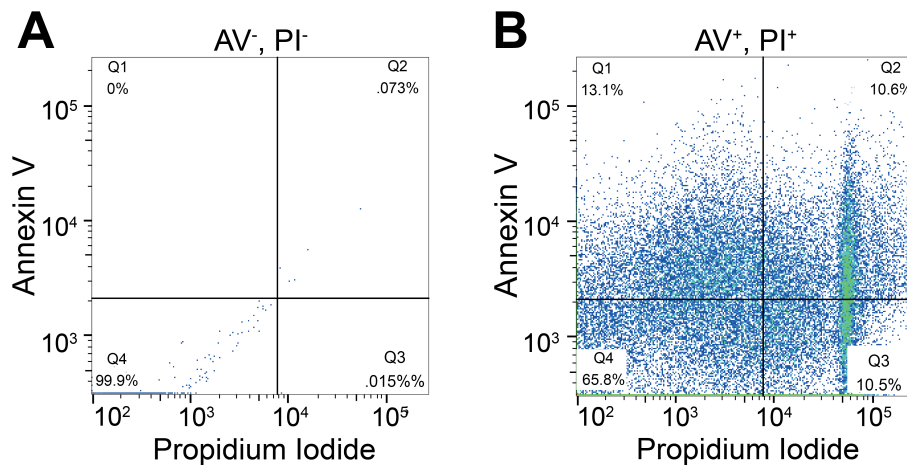 A
AV⁻, PI⁻
Q1
0%
Q2
.073%
Q4
99.9%
Q3
.015%%
10⁵
10⁴
10³
10² 10³ 10⁴ 10⁵
Annexin V
Propidium Iodide
B
AV⁺, PI⁺
Q1
13.1%
Q2
10.6%
Q4
65.8%
Q3
10.5%
10⁵
10⁴
10³
10² 10³ 10⁴ 10⁵
Annexin V
Propidium Iodide